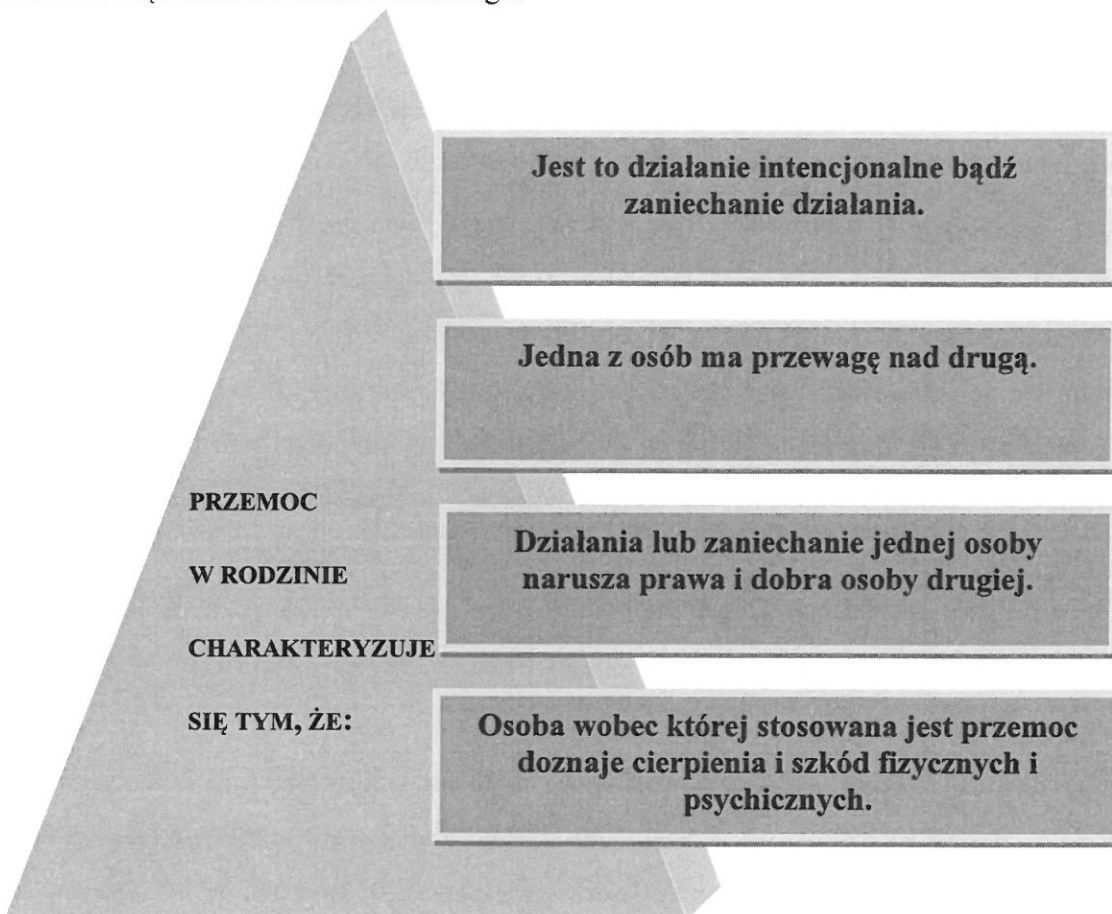 PRZEMOC
W RODZINIE
CHARAKTERYZUJE
SIĘ TYM, ŻE:
Jest to działanie intencjonalne bądź
zaniechanie działania.
Jedna z osób ma przewagę nad drugą.
Działania lub zaniechanie jednej osoby
narusza prawa i dobra osoby drugiej.
Osoba wobec której stosowana jest przemoc
doznaje cierpienia i szkód fizycznych i
psychicznych.